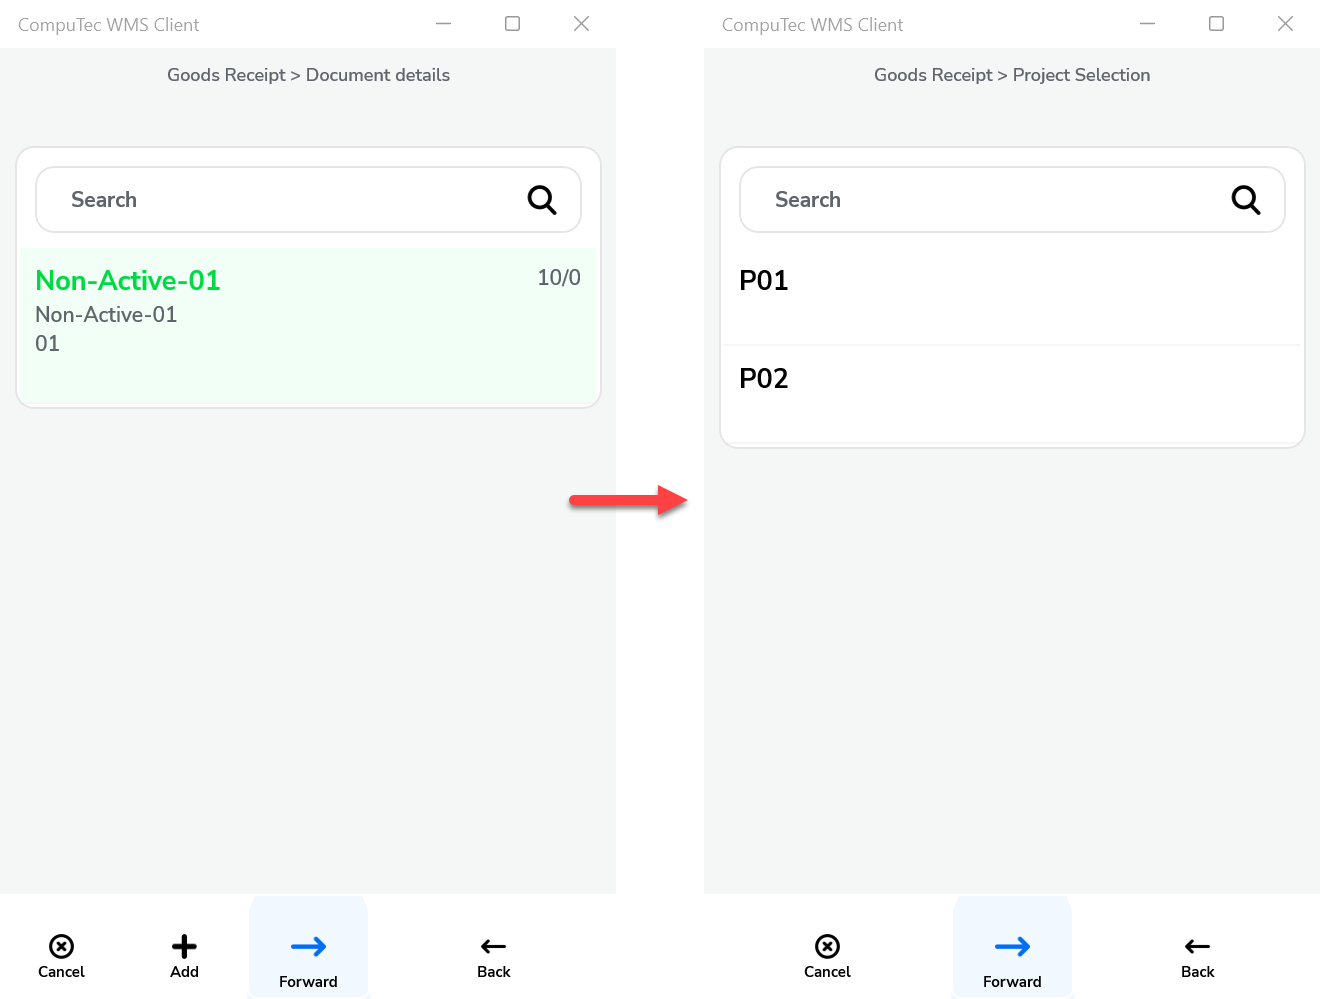 CompuTec WMS Client
Goods Receipt > Document details
Search
Non-Active-01
10/0
Non-Active-01
01
Cancel
Add
Forward
Back
CompuTec WMS Client
Goods Receipt > Project Selection
Search
P01
P02
Cancel
Forward
Back